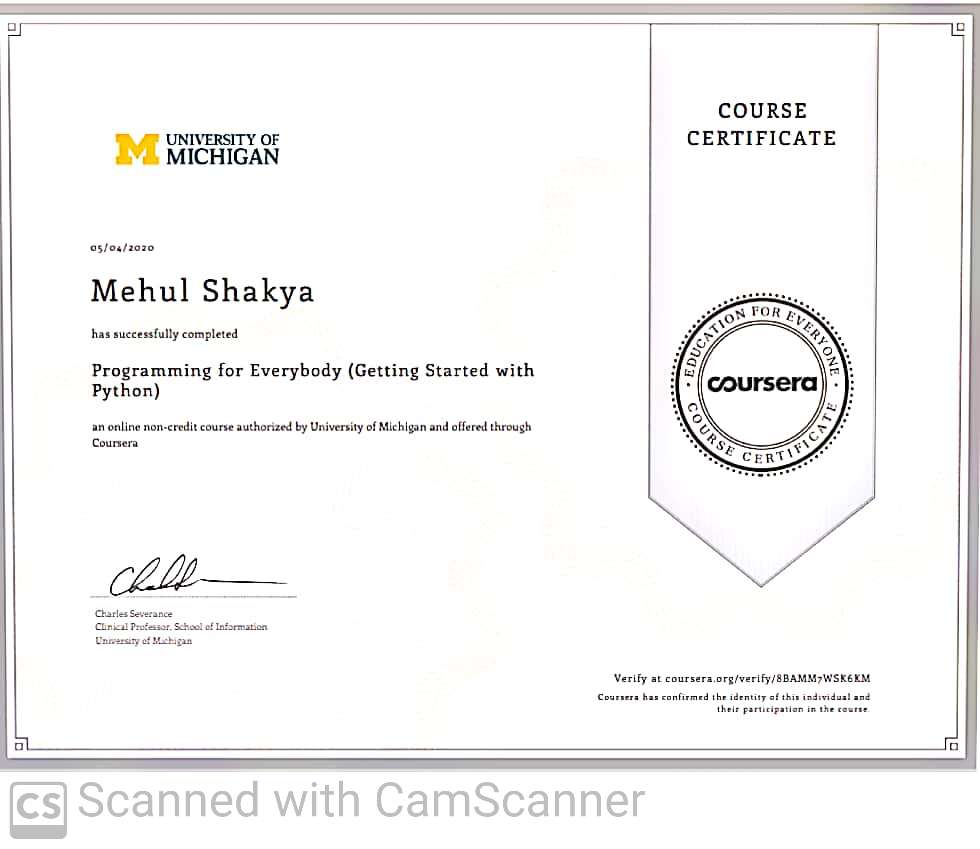 COURSE
CERTIFICATE
M UNIVERSITY OF
MICHIGAN
05/04/2020
Mehul Shakya
has successfully completed
Programming for Everybody (Getting Started with
Python)
an online non-credit course authorized by University of Michigan and offered through
Coursera
EDUCATION FOR EVERYONE
coursera
COURSE CERTIFICATE
Charles Severance
Clinical Professor, School of Information
University of Michigan
Verify at coursera.org/verify/8BAMM7WSK6KM
Coursera has confirmed the identity of this individual and
their participation in the course.
CS Scanned with CamScanner